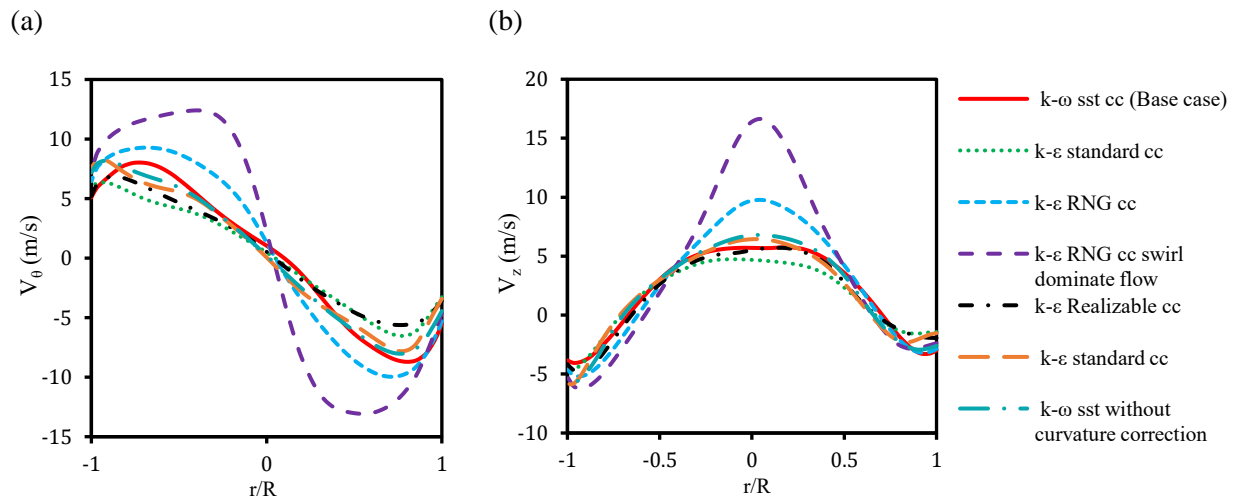 (a)
15
10
5
0
-5
-10
-15
V_θ (m/s)
-1
0
1
r/R
(b)
20
15
10
5
0
-5
-10
V_z (m/s)
-1
-0.5
0
0.5
1
r/R
k-ω sst cc (Base case)
k-ε standard cc
k-ε RNG cc
k-ε RNG cc swirl
dominate flow
k-ε Realizable cc
k-ε standard cc
k-ω sst without
curvature correction